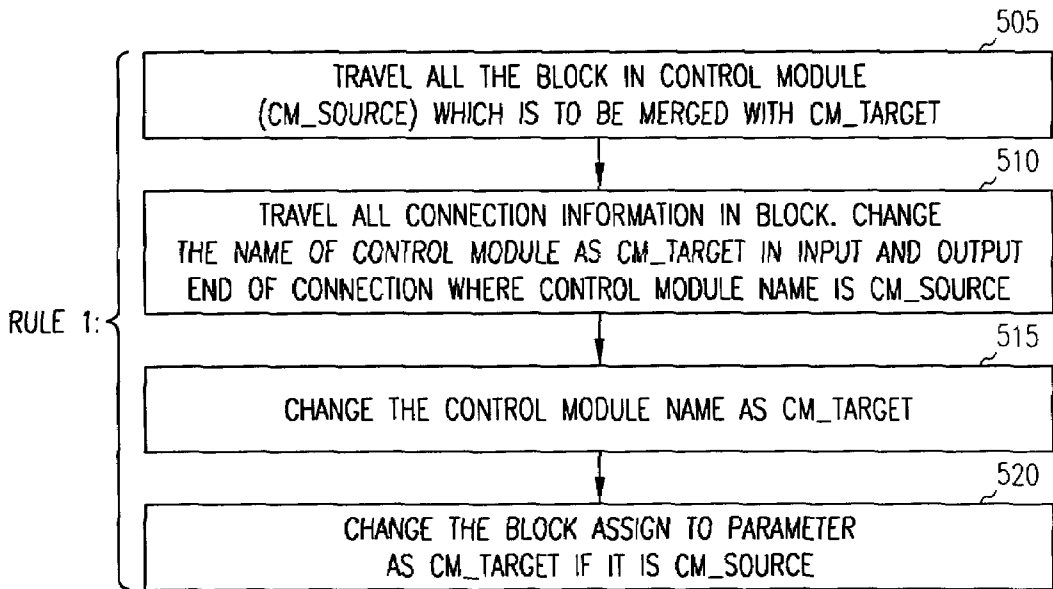 505
TRAVEL ALL THE BLOCK IN CONTROL MODULE
(CM_SOURCE) WHICH IS TO BE MERGED WITH CM_TARGET
510
TRAVEL ALL CONNECTION INFORMATION IN BLOCK. CHANGE
THE NAME OF CONTROL MODULE AS CM_TARGET IN INPUT AND OUTPUT
END OF CONNECTION WHERE CONTROL MODULE NAME IS CM_SOURCE
RULE 1:
515
CHANGE THE CONTROL MODULE NAME AS CM_TARGET
520
CHANGE THE BLOCK ASSIGN TO PARAMETER
AS CM_TARGET IF IT IS CM_SOURCE